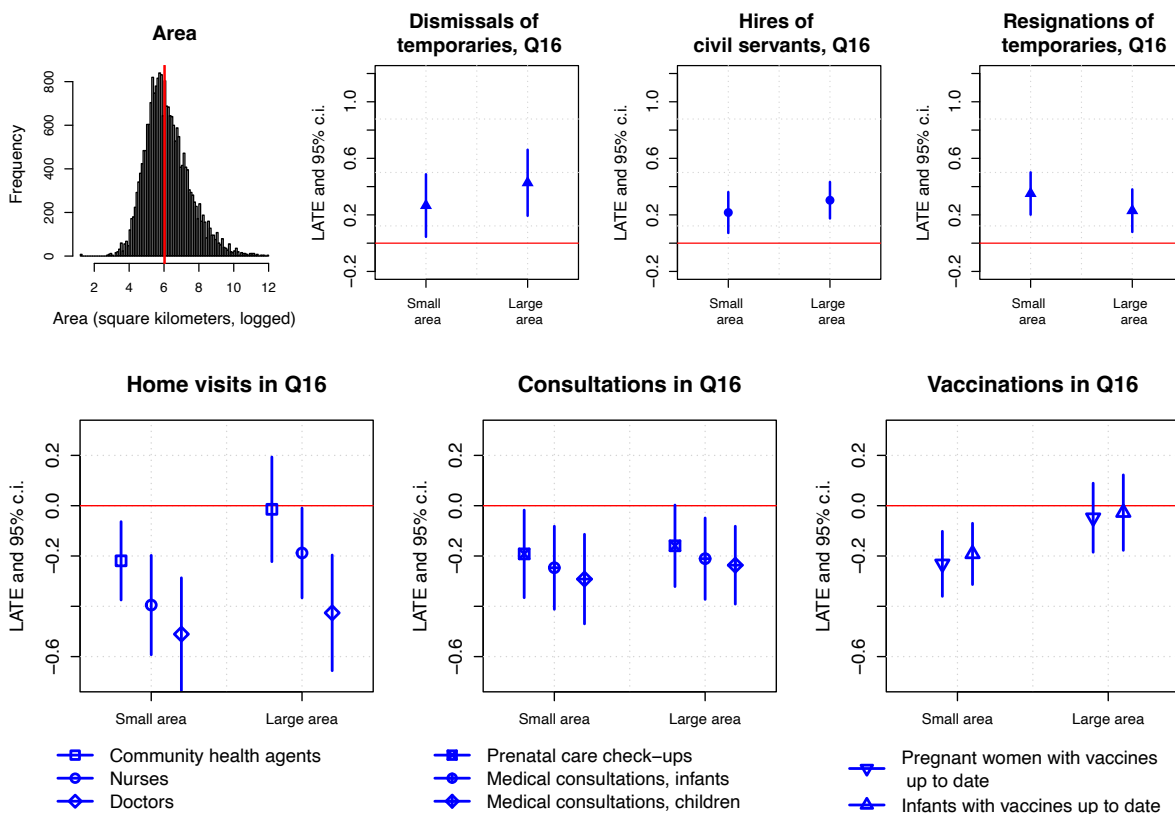 Area
Frequency
0
200
400
600
800
2 4 6 8 10 12
Area (square kilometers, logged)
Dismissals of
temporaries, Q16
LATE and 95% c.i.
−0.2
0.2
0.6
1.0
Small
area
Large
area
Hires of
civil servants, Q16
LATE and 95% c.i.
−0.2
0.2
0.6
1.0
Small
area
Large
area
Resignations of
temporaries, Q16
LATE and 95% c.i.
−0.2
0.2
0.6
1.0
Small
area
Large
area
Home visits in Q16
LATE and 95% c.i.
−0.6
−0.2
0.0
0.2
Small area
Large area
Community health agents
Nurses
Doctors
Consultations in Q16
LATE and 95% c.i.
−0.6
−0.2
0.0
0.2
Small area
Large area
Prenatal care check−ups
Medical consultations, infants
Medical consultations, children
Vaccinations in Q16
LATE and 95% c.i.
−0.6
−0.2
0.0
0.2
Small area
Large area
Pregnant women with vaccines
up to date
Infants with vaccines up to date